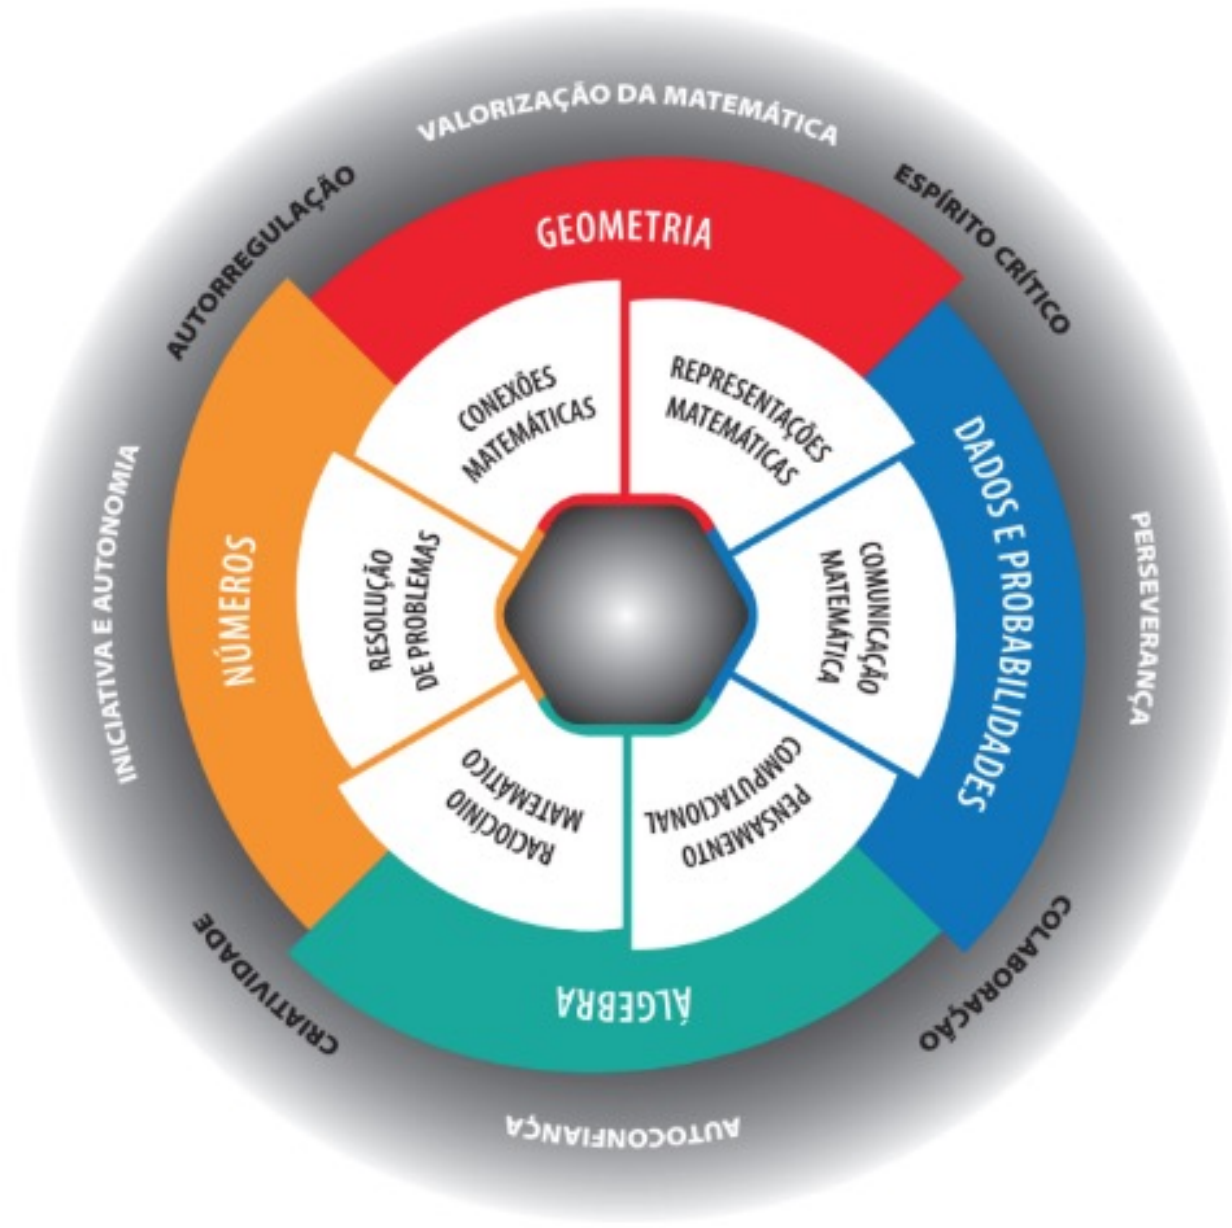 VALORIZAÇÃO DA MATEMÁTICA
ESPÍRITO CRÍTICO
PERSEVERANÇA
COLABORAÇÃO
AUTOCONFIANÇA
CRIATIVIDADE
INICIATIVA E AUTONOMIA
AUTORREGULAÇÃO
GEOMETRIA
DADOS E PROBABILIDADES
ÁLGEBRA
NÚMEROS
CONEXÕES
MATEMÁTICAS
REPRESENTAÇÕES
MATEMÁTICAS
COMUNICAÇÃO
MATEMÁTICA
PENSAMENTO
COMPUTACIONAL
RACIOCÍNIO
MATEMÁTICO
RESOLUÇÃO
DE PROBLEMAS